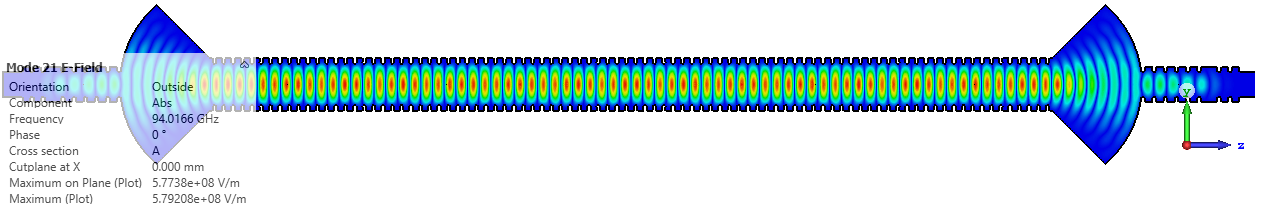 Mode 21 E-Field
Orientation Outside
Component Abs
Frequency 94.0166 GHz
Phase 0 °
Cross section A
Cutplane at X 0.000 mm
Maximum on Plane (Plot) 5.7738e+08 V/m
Maximum (Plot) 5.79208e+08 V/m
y
z